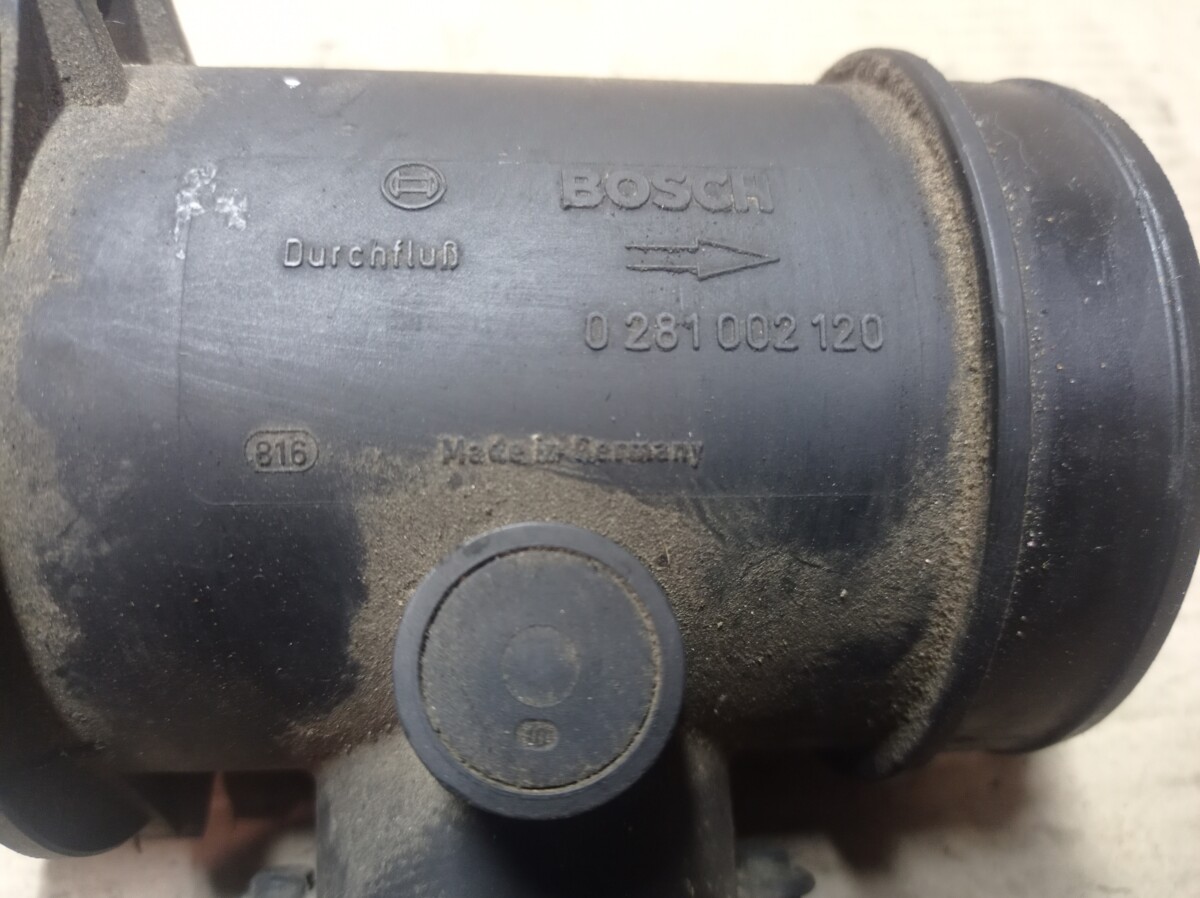 BOSCH
Durchfluß
0 281 002 120
816
Made in Germany